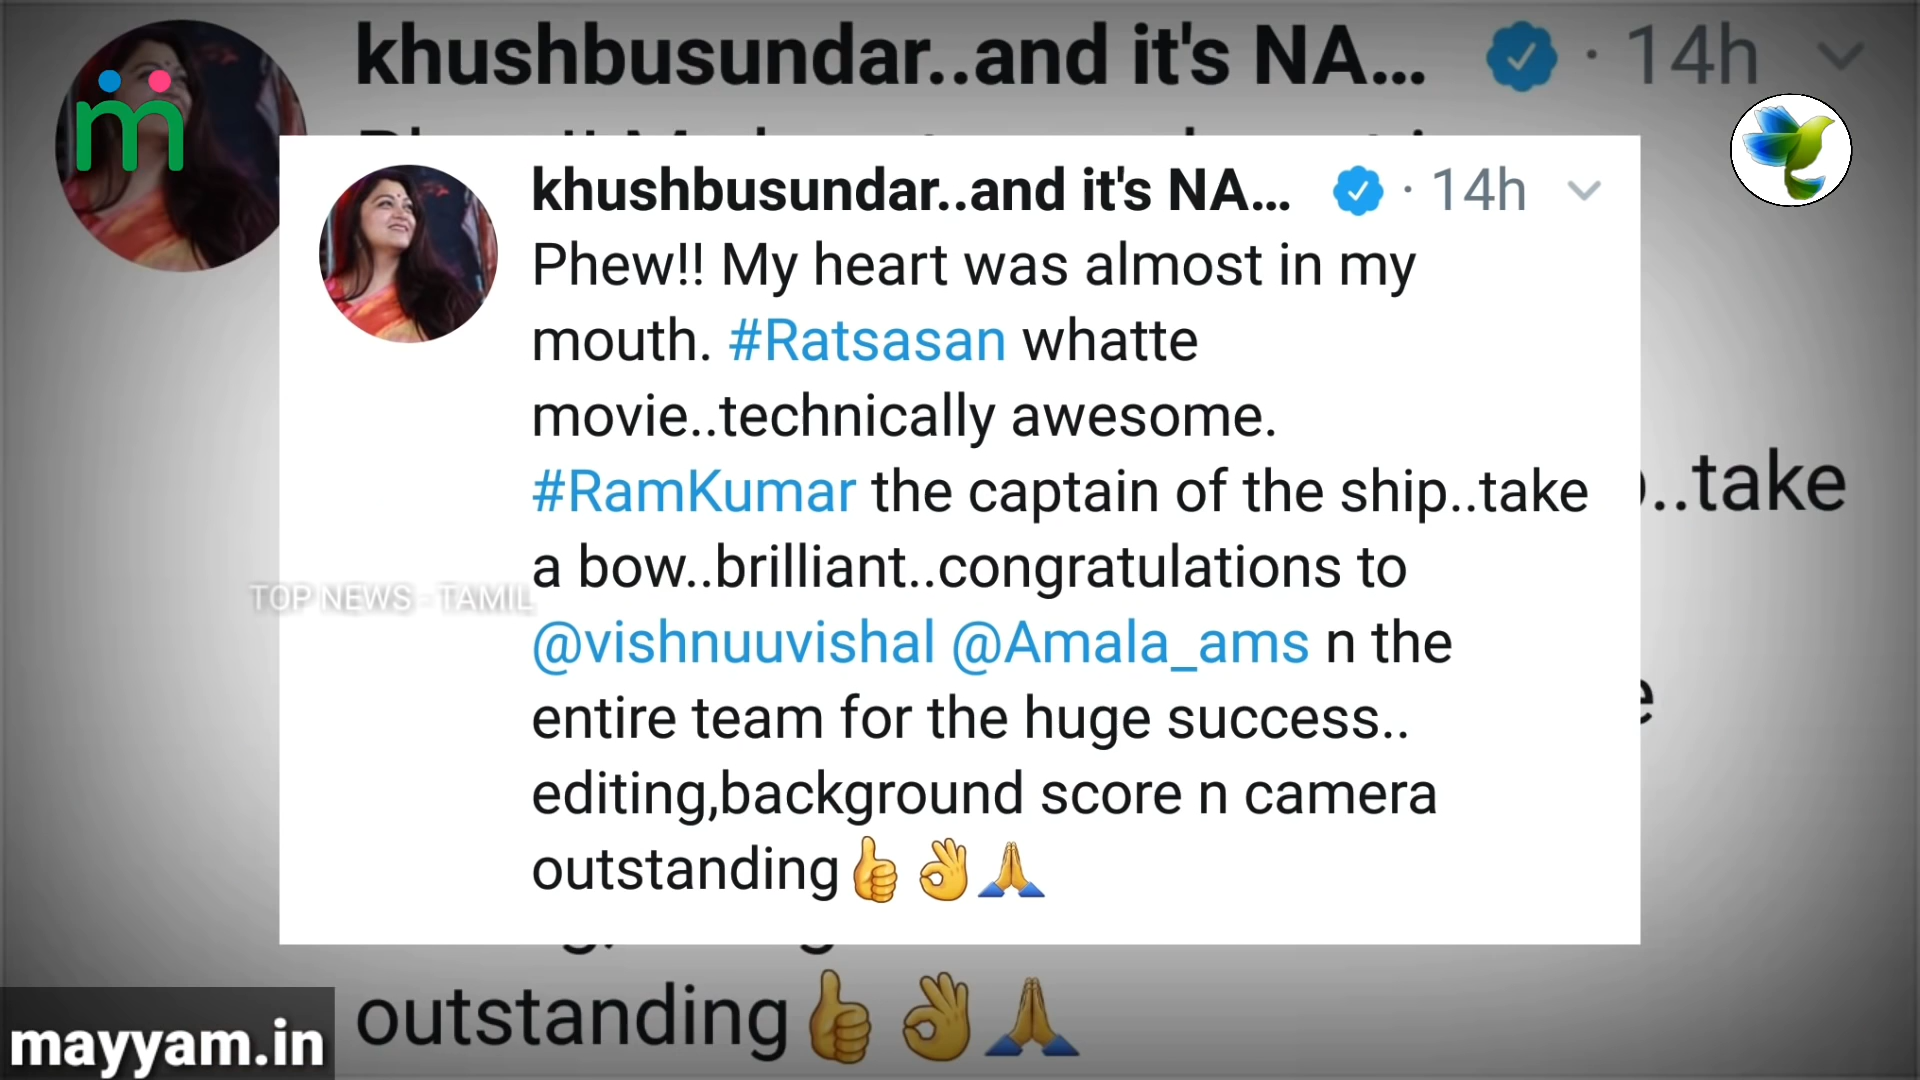 khushbusundar..and it's NA... · 14h
khushbusundar..and it's NA... · 14h
Phew!! My heart was almost in my
mouth. #Ratsasan whatte
movie..technically awesome.
#RamKumar the captain of the ship..take
..take
a bow..brilliant..congratulations to
TOP NEWS - TAMIL
@vishnuuvishal @Amala_ams n the
entire team for the huge success..
editing,background score n camera
outstanding👍👌🙏
outstanding👍👌🙏
mayyam.in